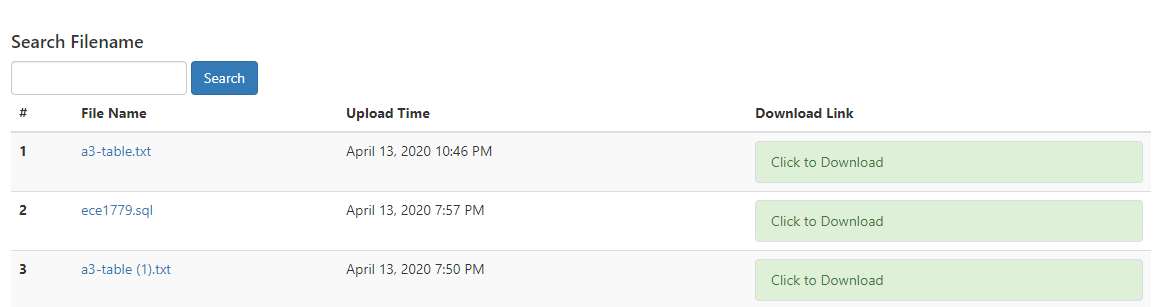 Search Filename
Search
# File Name Upload Time Download Link
1 a3-table.txt April 13, 2020 10:46 PM Click to Download
2 ece1779.sql April 13, 2020 7:57 PM Click to Download
3 a3-table (1).txt April 13, 2020 7:50 PM Click to Download